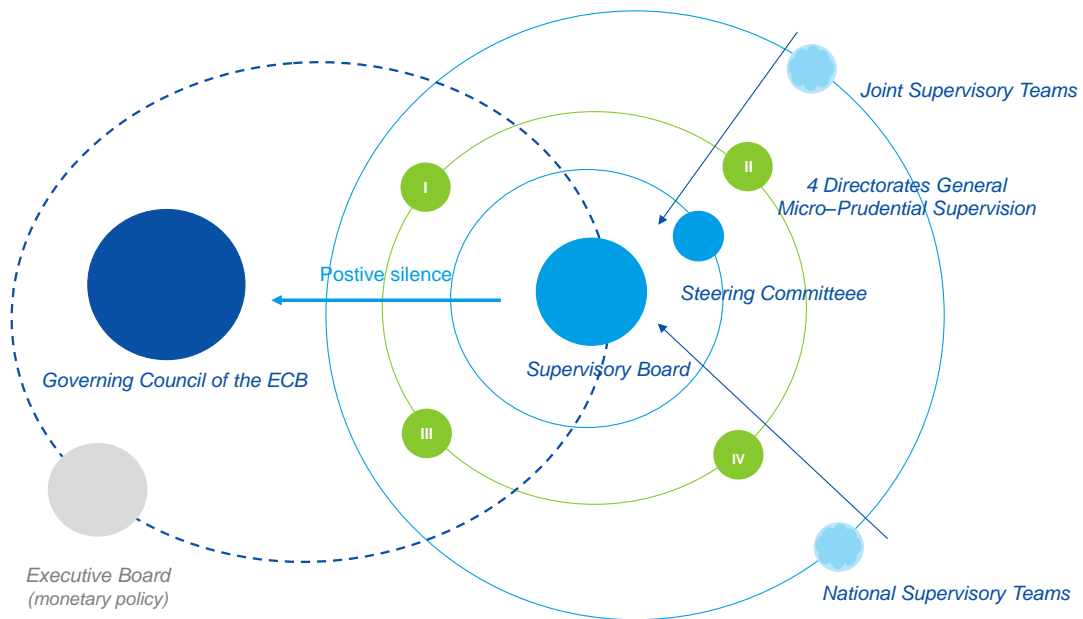 Joint Supervisory Teams
I
II
4 Directorates General
Micro–Prudential Supervision
Postive silence
Steering Committeee
Governing Council of the ECB
Supervisory Board
III
IV
Executive Board
(monetary policy)
National Supervisory Teams